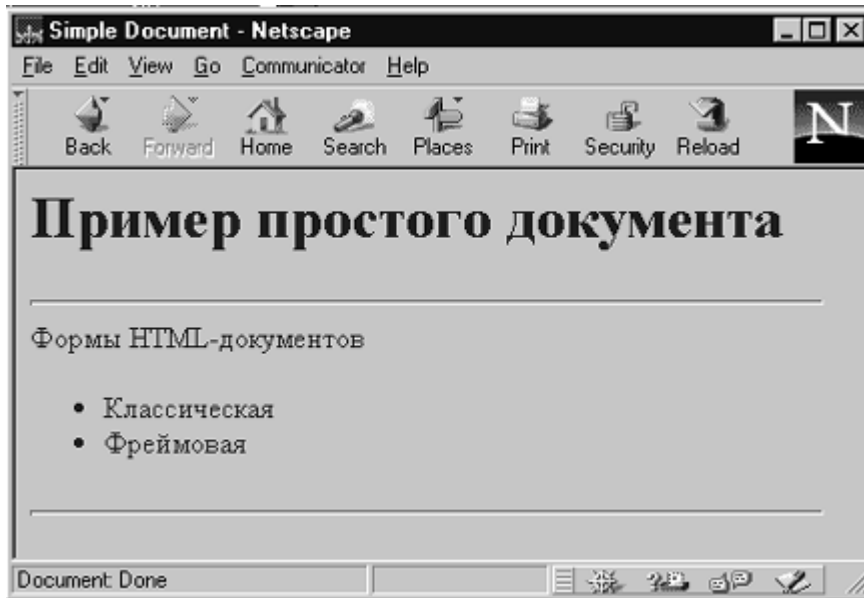 Simple Document - Netscape
File Edit View Go Communicator Help
Back Forward Home Search Places Print Security Reload N
Пример простого документа
Формы HTML-документов
• Классическая
• Фреймовая
Document: Done